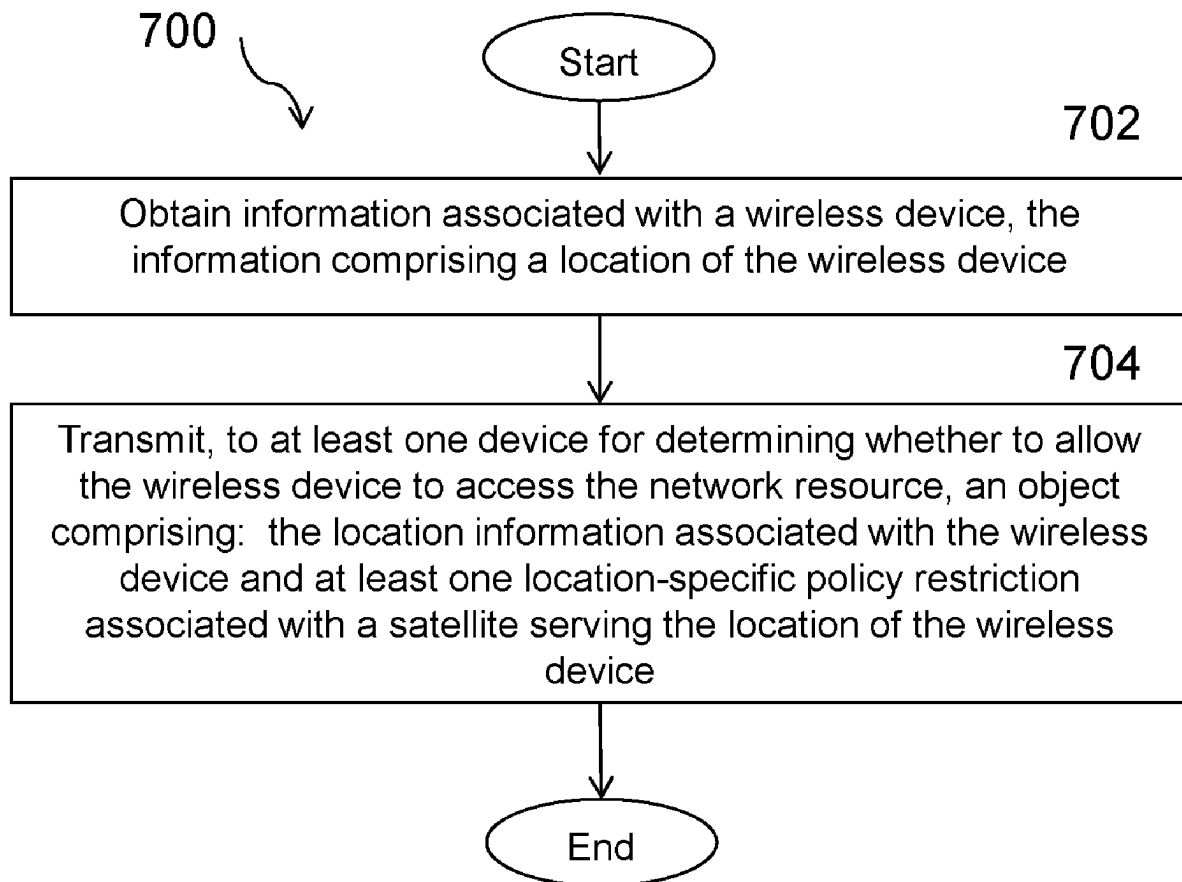 700
Start
702
Obtain information associated with a wireless device, the
information comprising a location of the wireless device
704
Transmit, to at least one device for determining whether to allow
the wireless device to access the network resource, an object
comprising:  the location information associated with the wireless
device and at least one location-specific policy restriction
associated with a satellite serving the location of the wireless
device
End